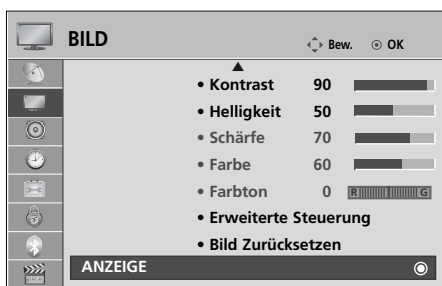 BILD Bew. OK
• Kontrast 90
• Helligkeit 50
• Schärfe 70
• Farbe 60
• Farbton 0 R G
• Erweiterte Steuerung
• Bild Zurücksetzen
ANZEIGE